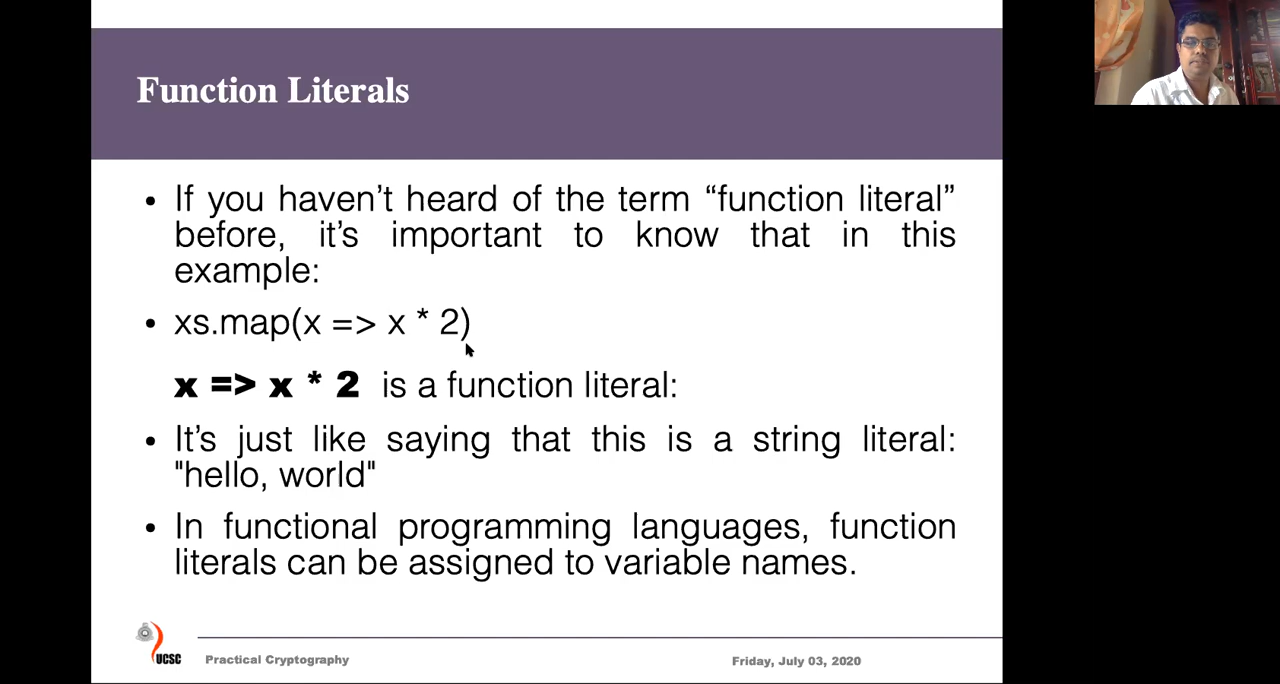 Function Literals
• If you haven’t heard of the term “function literal”
before, it’s important to know that in this
example:
• xs.map(x => x * 2)
x => x * 2 is a function literal:
• It’s just like saying that this is a string literal:
"hello, world"
• In functional programming languages, function
literals can be assigned to variable names.
UCSC
Practical Cryptography
Friday, July 03, 2020